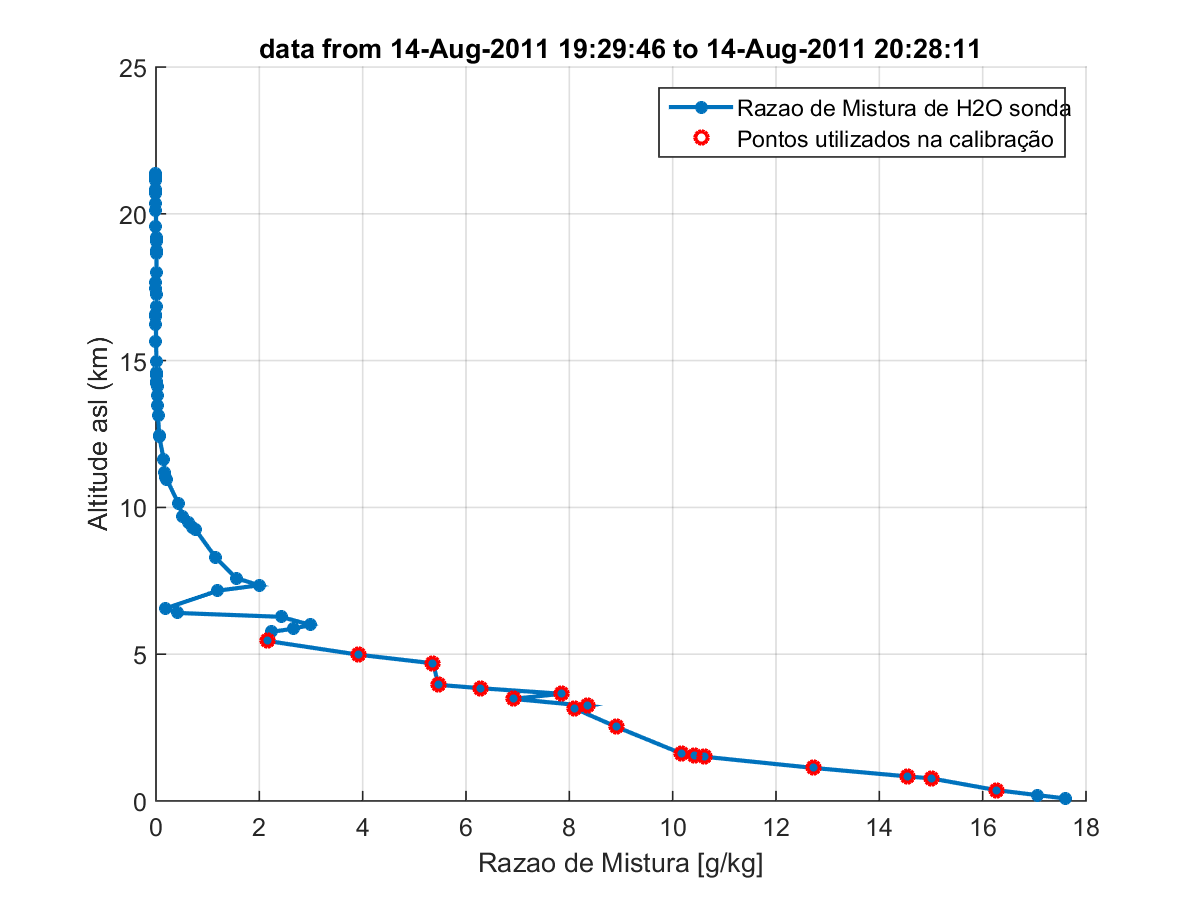 data from 14-Aug-2011 19:29:46 to 14-Aug-2011 20:28:11
Razao de Mistura de H2O sonda
Pontos utilizados na calibração
Altitude asl (km)
25
20
15
10
5
0
0 2 4 6 8 10 12 14 16 18
Razao de Mistura [g/kg]